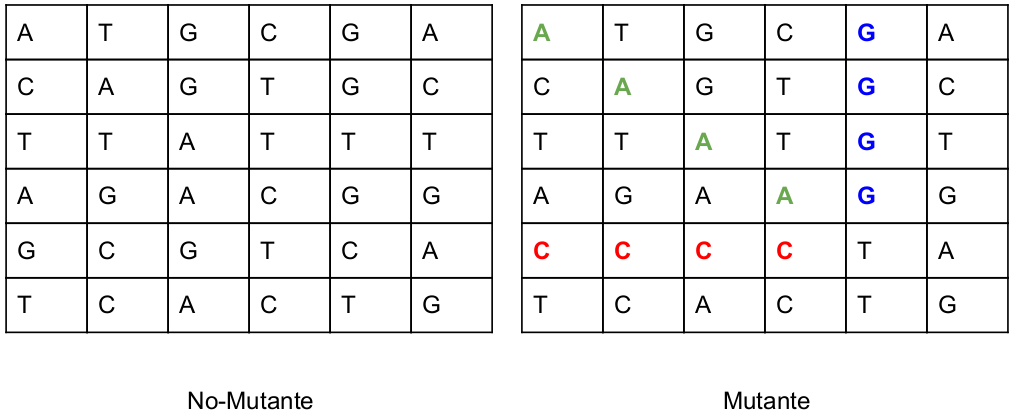 A T G C G A
C A G T G C
T T A T T T
A G A C G G
G C G T C A
T C A C T G
No-Mutante
A T G C G A
C A G T G C
T T A T G T
A G A A G G
C C C C T A
T C A C T G
Mutante